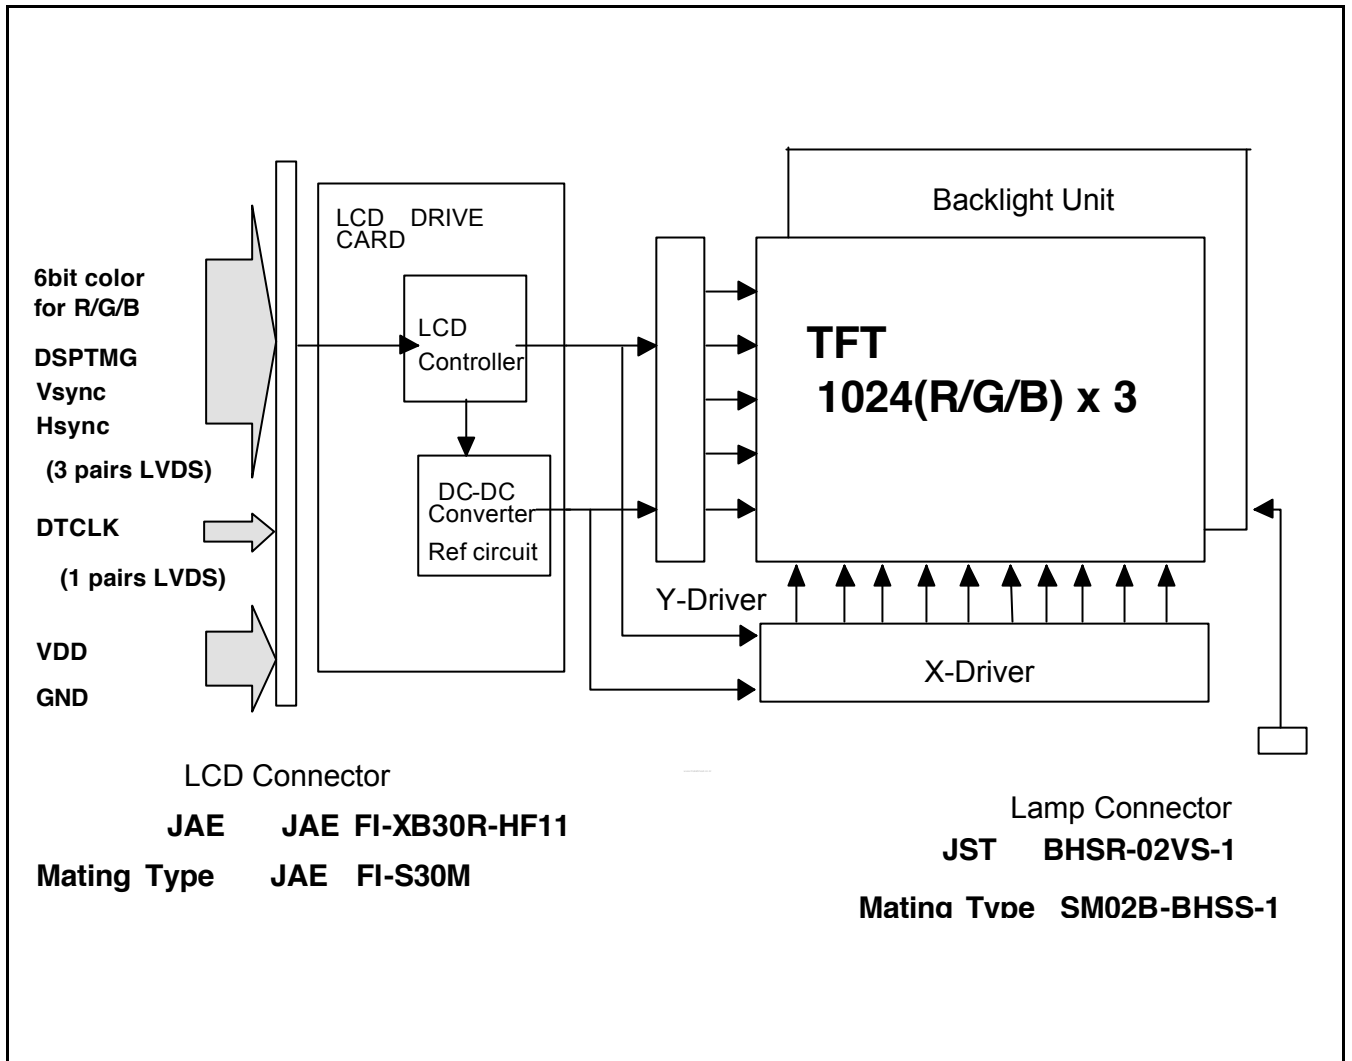 Backlight Unit
LCD DRIVE
CARD
6bit color
for R/G/B
DSPTMG
Vsync
Hsync
(3 pairs LVDS)
DTCLK
(1 pairs LVDS)
VDD
GND
LCD
Controller
DC-DC
Converter
Ref circuit
TFT
1024(R/G/B) x 3
Y-Driver
X-Driver
LCD Connector
JAE JAE FI-XB30R-HF11
Mating Type JAE FI-S30M
Lamp Connector
JST BHSR-02VS-1
Mating Type SM02B-BHSS-1